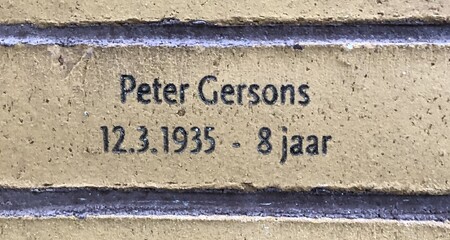 Peter Gersons
12.3.1935 - 8 jaar